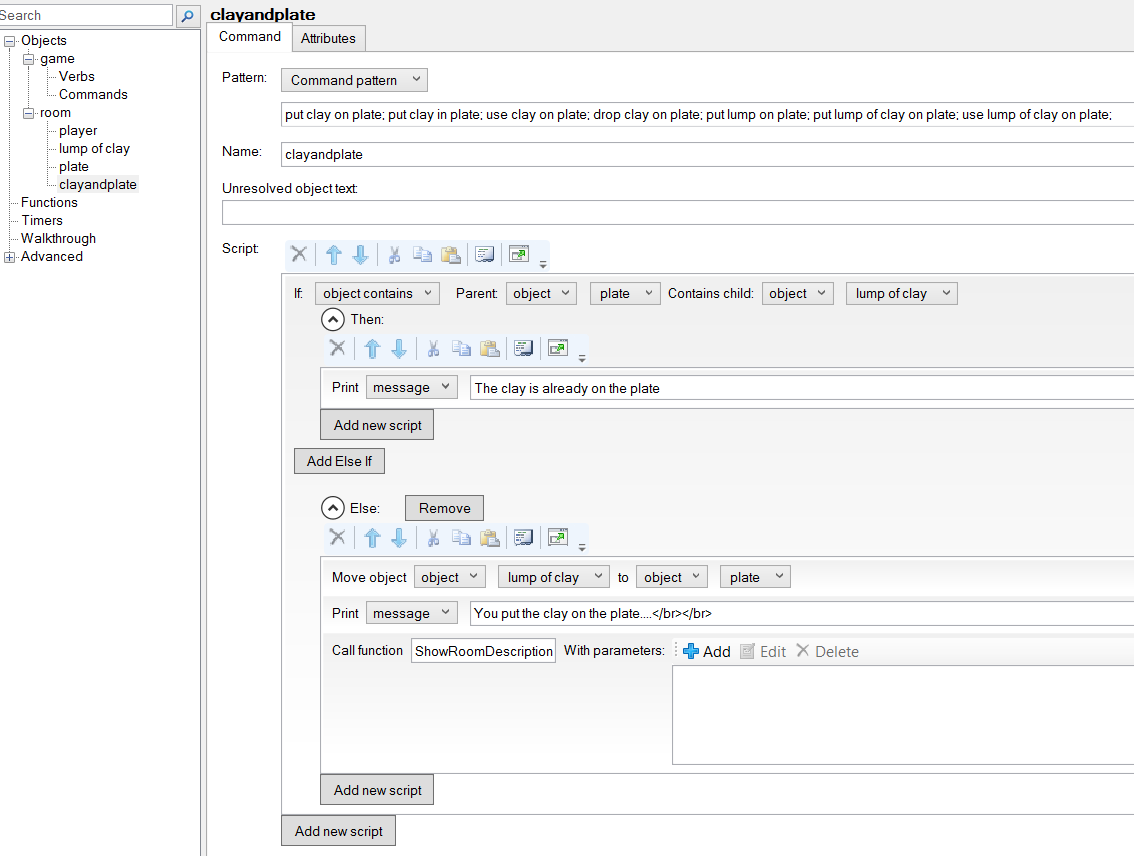 Search
clayandplate
Command
Attributes
Objects
game
Verbs
Commands
room
player
lump of clay
plate
clayandplate
Functions
Timers
Walkthrough
Advanced
Pattern: Command pattern
put clay on plate; put clay in plate; use clay on plate; drop clay on plate; put lump on plate; put lump of clay on plate; use lump of clay on plate;
Name: clayandplate
Unresolved object text:
Script:
If: object contains Parent: object plate Contains child: object lump of clay
Then:
Print message The clay is already on the plate
Add new script
Add Else If
Else: Remove
Move object object lump of clay to object plate
Print message You put the clay on the plate....</br></br>
Call function ShowRoomDescription With parameters: Add Edit Delete
Add new script
Add new script